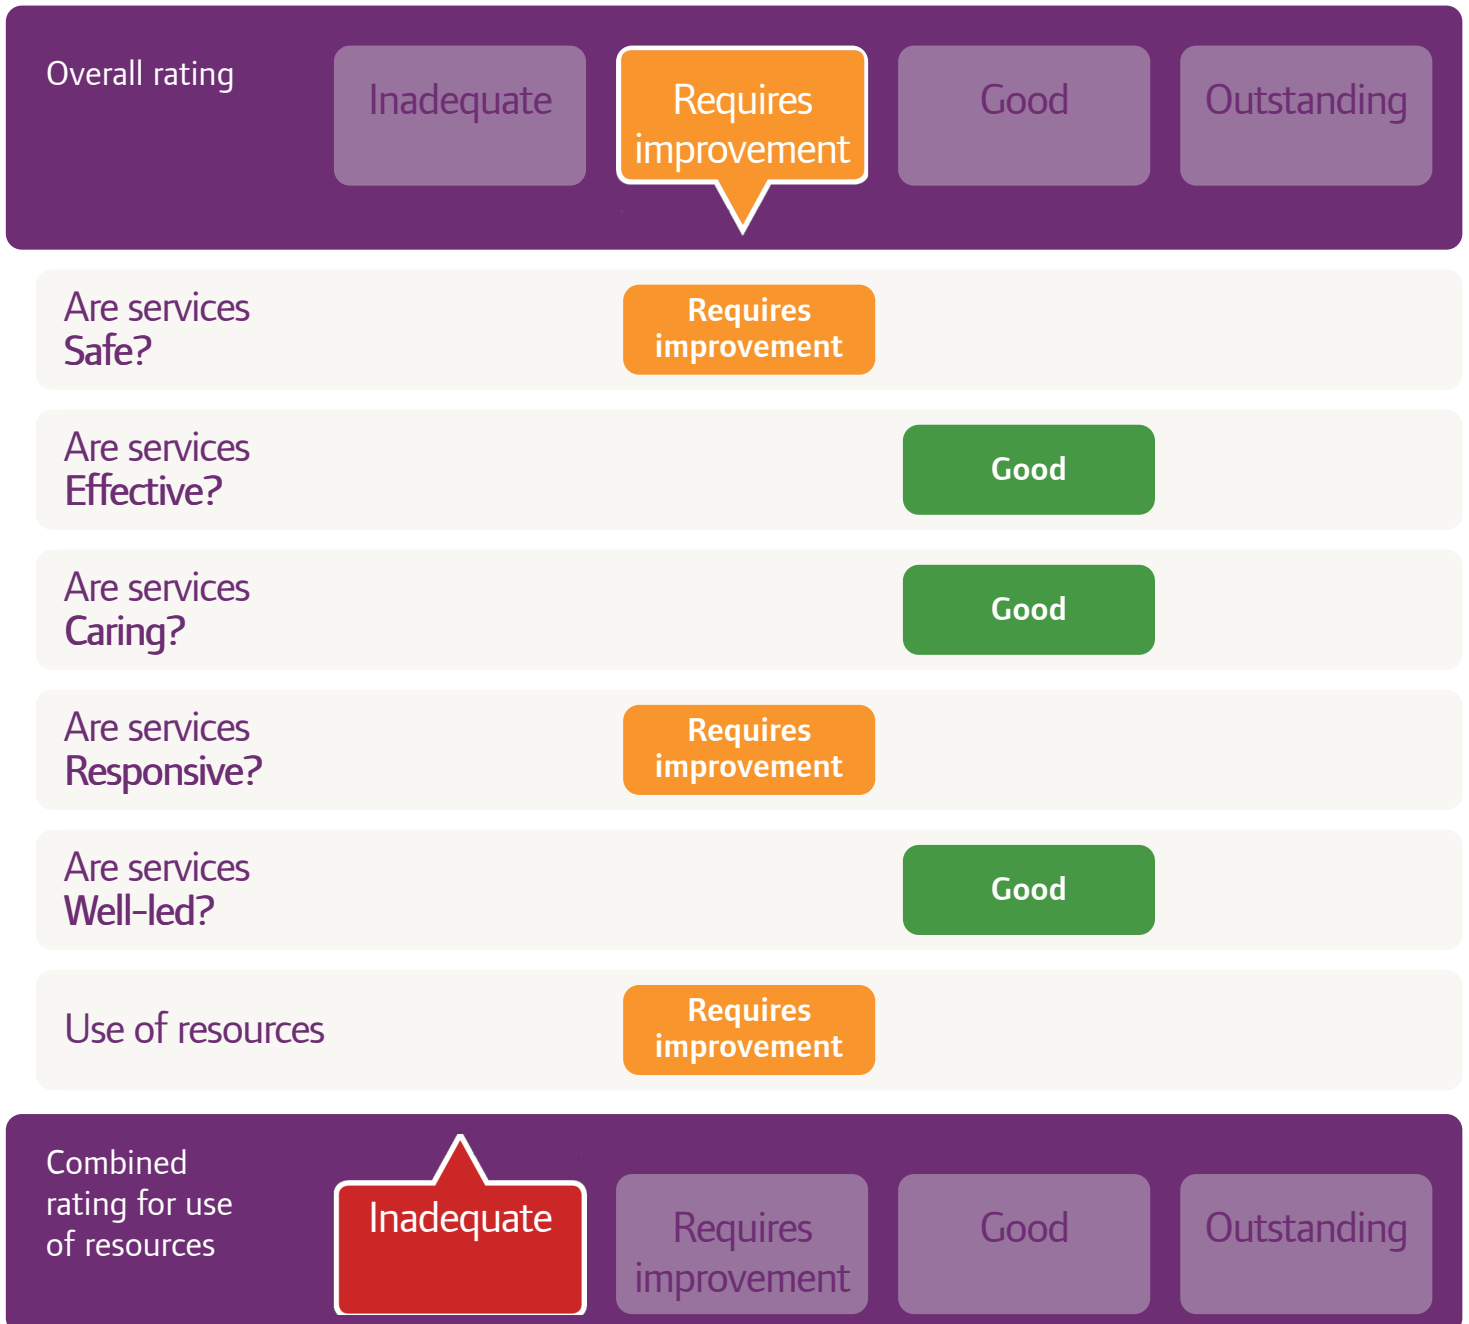 Overall rating
Inadequate
Requires
improvement
Good
Outstanding
Are services
Safe?
Requires
improvement
Are services
Effective?
Good
Are services
Caring?
Good
Are services
Responsive?
Requires
improvement
Are services
Well-led?
Good
Use of resources
Requires
improvement
Combined
rating for use
of resources
Inadequate
Requires
improvement
Good
Outstanding